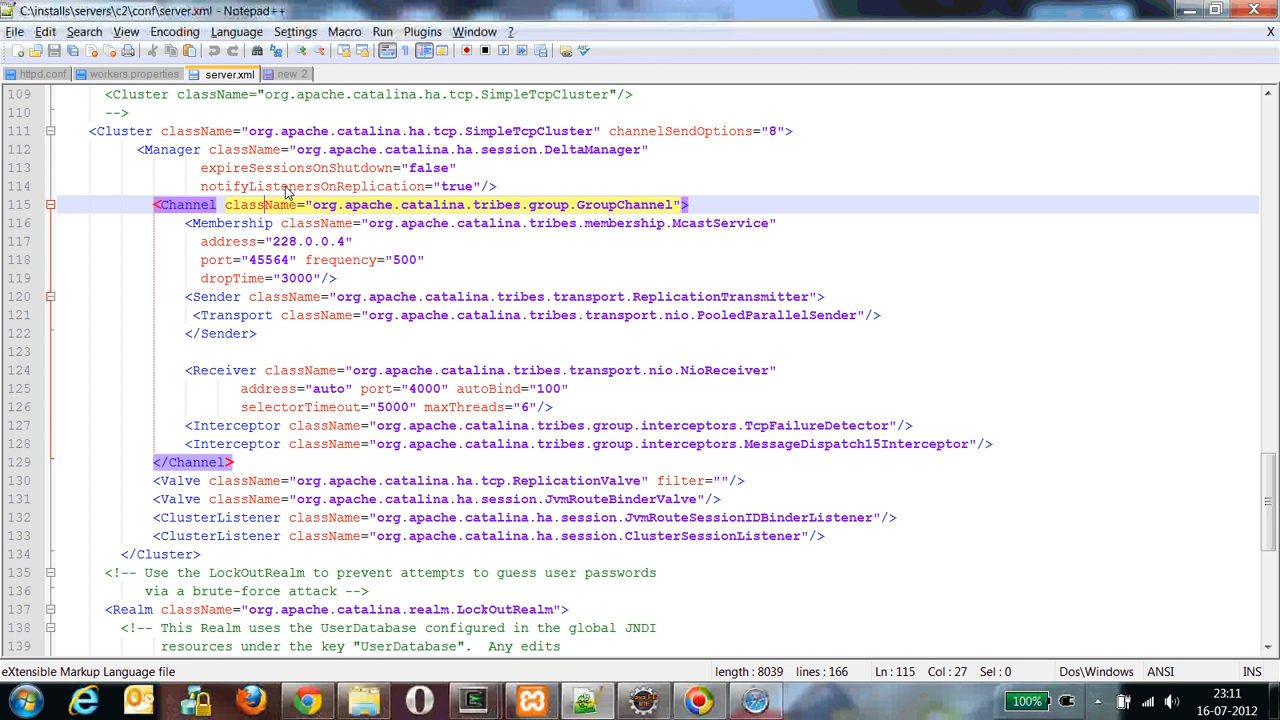 C:\installs\servers\c2\conf\server.xml - Notepad++
File Edit Search View Encoding Language Settings Macro Run Plugins Window ? X
httpd.conf workers.properties server.xml new 2
109 <Cluster className="org.apache.catalina.ha.tcp.SimpleTcpCluster"/>
110 -->
111 <Cluster className="org.apache.catalina.ha.tcp.SimpleTcpCluster" channelSendOptions="8">
112 <Manager className="org.apache.catalina.ha.session.DeltaManager"
113 expireSessionsOnShutdown="false"
114 notifyListenersOnReplication="true"/>
115 <Channel className="org.apache.catalina.tribes.group.GroupChannel">
116 <Membership className="org.apache.catalina.tribes.membership.McastService"
117 address="228.0.0.4"
118 port="45564" frequency="500"
119 dropTime="3000"/>
120 <Sender className="org.apache.catalina.tribes.transport.ReplicationTransmitter">
121 <Transport className="org.apache.catalina.tribes.transport.nio.PooledParallelSender"/>
122 </Sender>
123
124 <Receiver className="org.apache.catalina.tribes.transport.nio.NioReceiver"
125 address="auto" port="4000" autoBind="100"
126 selectorTimeout="5000" maxThreads="6"/>
127 <Interceptor className="org.apache.catalina.tribes.group.interceptors.TcpFailureDetector"/>
128 <Interceptor className="org.apache.catalina.tribes.group.interceptors.MessageDispatch15Interceptor"/>
129 </Channel>
130 <Valve className="org.apache.catalina.ha.tcp.ReplicationValve" filter=""/>
131 <Valve className="org.apache.catalina.ha.session.JvmRouteBinderValve"/>
132 <ClusterListener className="org.apache.catalina.ha.session.JvmRouteSessionIDBinderListener"/>
133 <ClusterListener className="org.apache.catalina.ha.session.ClusterSessionListener"/>
134 </Cluster>
135 <!-- Use the LockOutRealm to prevent attempts to guess user passwords
136 via a brute-force attack -->
137 <Realm className="org.apache.catalina.realm.LockOutRealm">
138 <!-- This Realm uses the UserDatabase configured in the global JNDI
139 resources under the key "UserDatabase". Any edits
eXtensible Markup Language file length : 8039 lines : 166 Ln : 115 Col : 27 Sel : 0 Dos\Windows ANSI INS
100% 23:11
16-07-2012